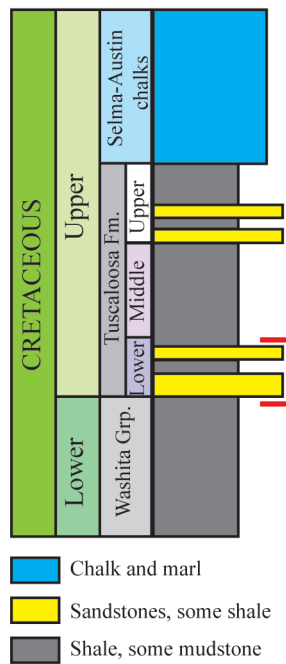 CRETACEOUS
Upper
Lower
Selma-Austin
chalks
Tuscaloosa Fm.
Upper
Middle
Lower
Washita Grp.
Chalk and marl
Sandstones, some shale
Shale, some mudstone